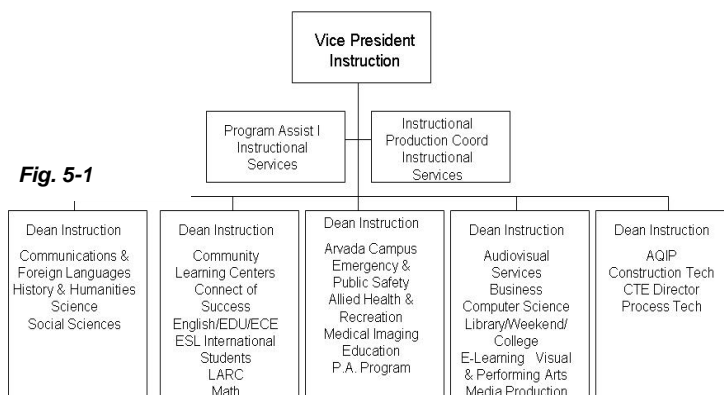 Vice President
Instruction
Program Assist I
Instructional
Services
Instructional
Production Coord
Instructional
Services
Fig. 5-1
Dean Instruction
Communications &
Foreign Languages
History & Humanities
Science
Social Sciences
Dean Instruction
Community
Learning Centers
Connect of
Success
English/EDU/ECE
ESL International
Students
LARC
Math
Dean Instruction
Arvada Campus
Emergency &
Public Safety
Allied Health &
Recreation
Medical Imaging
Education
P.A. Program
Dean Instruction
Audiovisual
Services
Business
Computer Science
Library/Weekend/
College
E-Learning Visual
& Performing Arts
Media Production
Dean Instruction
AQIP
Construction Tech
CTE Director
Process Tech